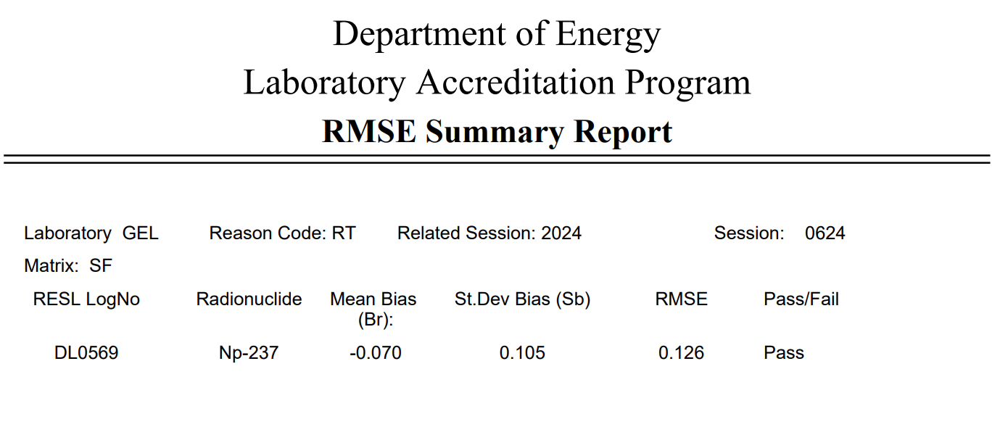 Department of Energy
Laboratory Accreditation Program
RMSE Summary Report
Laboratory GEL Reason Code: RT Related Session: 2024 Session: 0624
Matrix: SF
RESL LogNo Radionuclide Mean Bias (Br): St.Dev Bias (Sb) RMSE Pass/Fail
DL0569 Np-237 -0.070 0.105 0.126 Pass